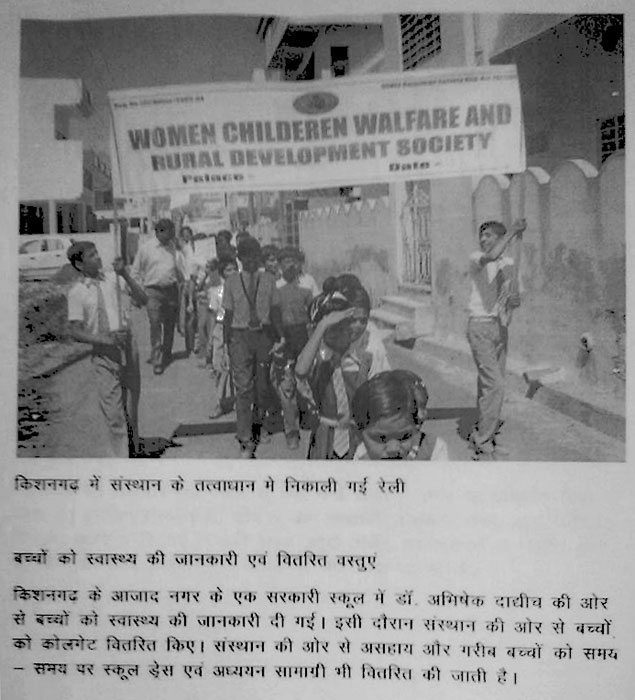 WOMEN CHILDEREN WALFARE AND
RURAL DEVELOPMENT SOCIETY
Palace - Date -
किशनगढ़ में संस्थान के तत्वाधान मे निकाली गई रेली
बच्चों को स्वास्थ्य की जानकारी एवं वितरित वस्तुएं
किशनगढ़ के आजाद नगर के एक सरकारी स्कूल में डॉ. अभिषेक दाद्यीच की ओर
से बच्चों को स्वास्थ्य की जानकारी दी गई। इसी दौरान संस्थान की ओर से बच्चों
को कोलगेट वितरित किए। संस्थान की ओर से असहाय और गरीब बच्चों को समय
– समय पर स्कूल ड्रेस एवं अध्ययन सामाग्री भी वितरित की जाती है।